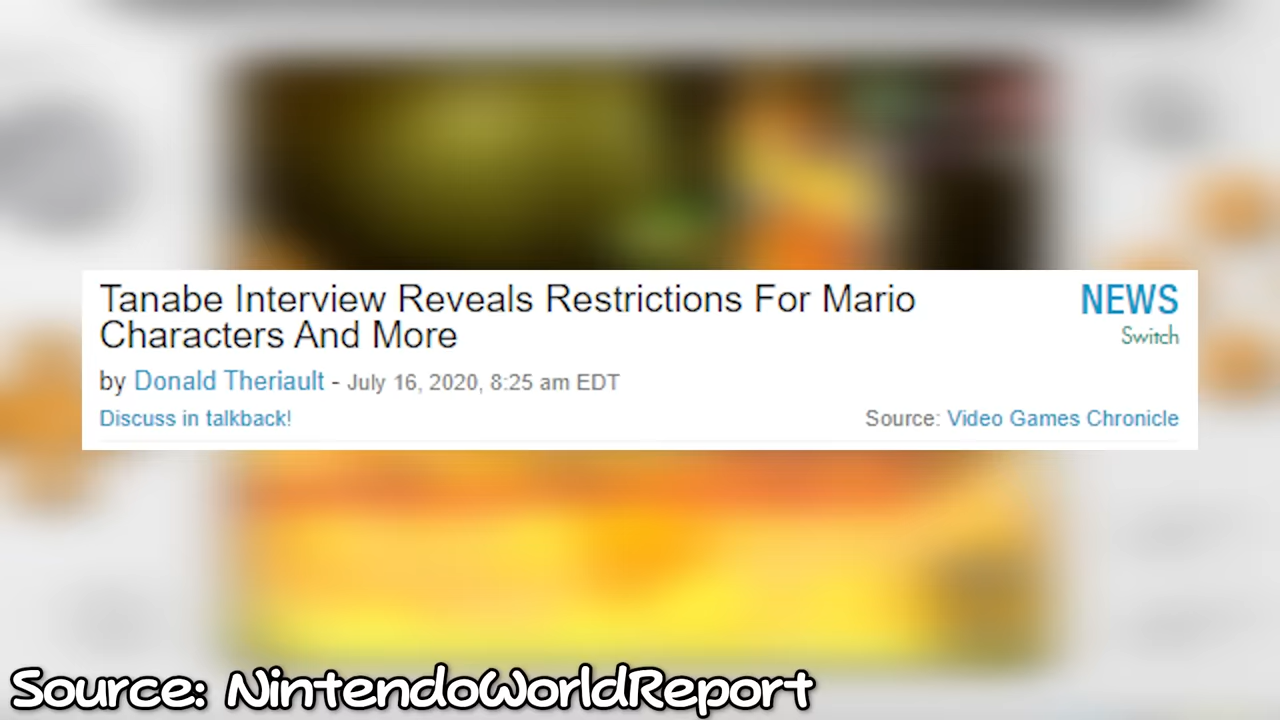 Tanabe Interview Reveals Restrictions For Mario
Characters And More
NEWS
Switch
by Donald Theriault - July 16, 2020, 8:25 am EDT
Discuss in talkback!
Source: Video Games Chronicle
Source: NintendoWorldReport